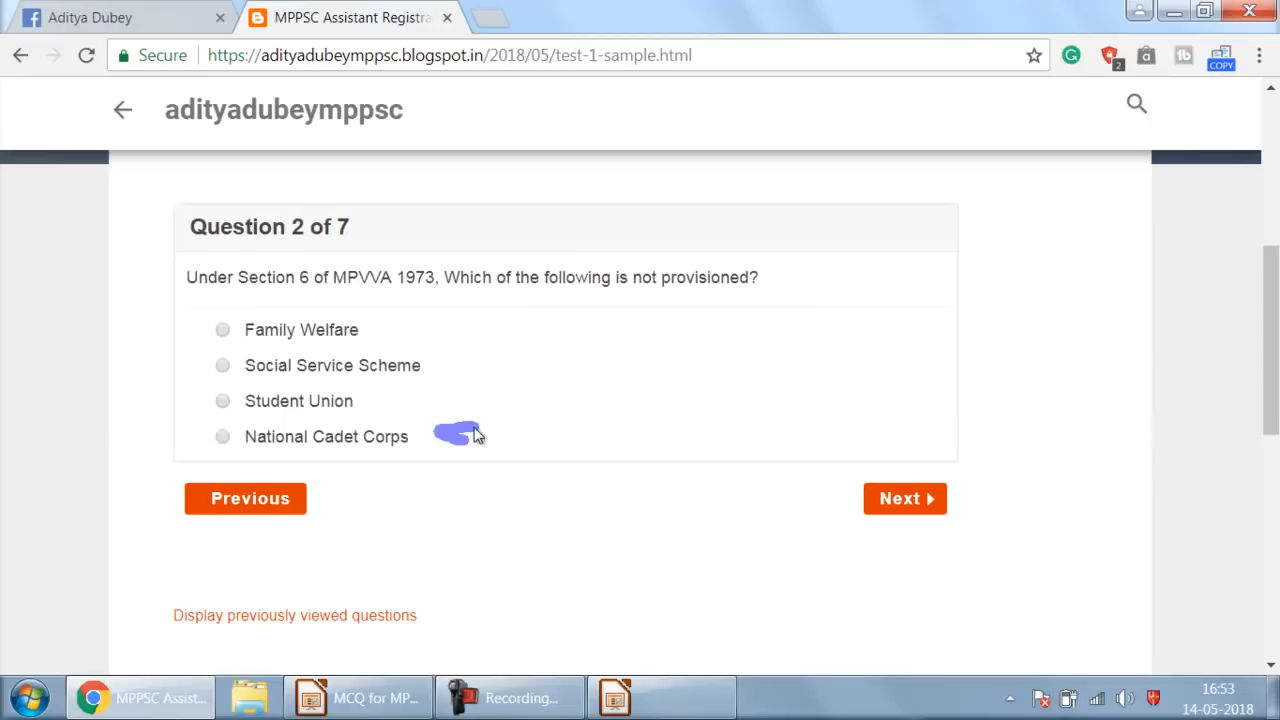 Aditya Dubey
MPPSC Assistant Registra
Secure
https://adityadubeymppsc.blogspot.in/2018/05/test-1-sample.html
2
a
tb
COPY
adityadubeymppsc
Question 2 of 7
Under Section 6 of MPVVA 1973, Which of the following is not provisioned?
Family Welfare
Social Service Scheme
Student Union
National Cadet Corps
Previous
Next
Display previously viewed questions
MPPSC Assist...
MCQ for MP...
Recording...
16:53
14-05-2018